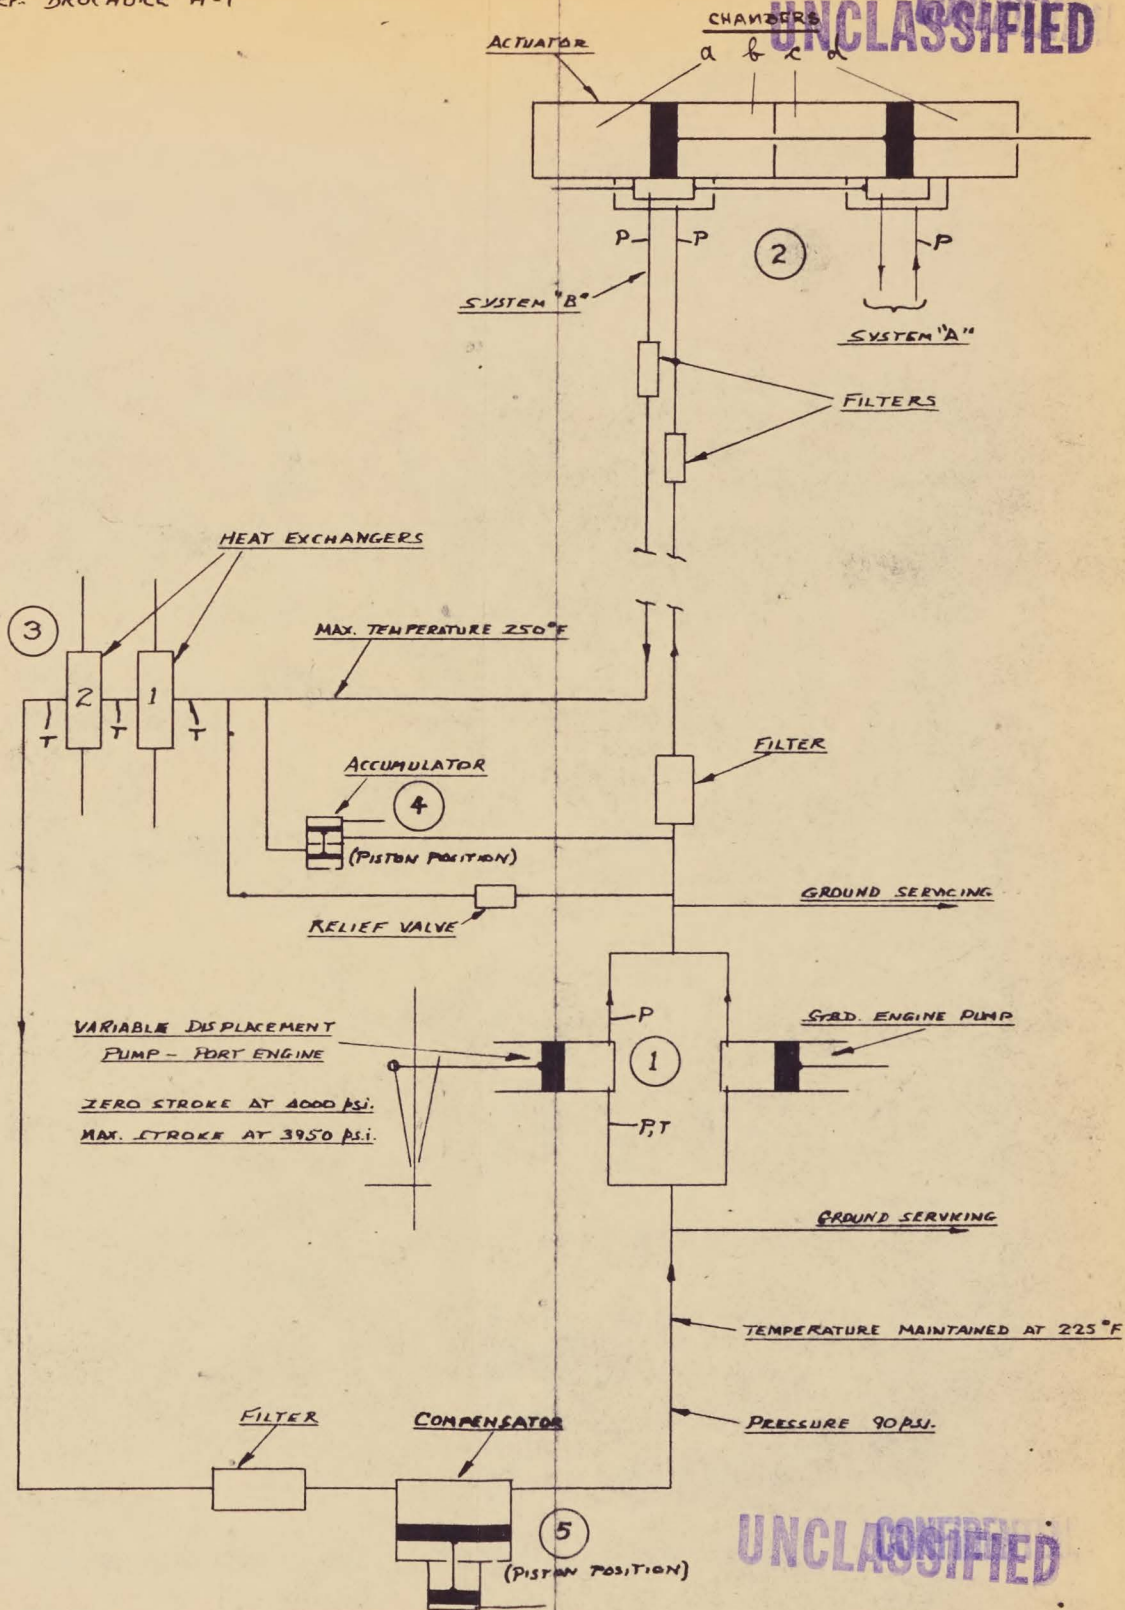 BROCHURE A-1
UNCLASSIFIED
CHAMBERS
ACTUATOR
a b c d
P P
2
P
SYSTEM "B"
SYSTEM "A"
FILTERS
HEAT EXCHANGERS
3
MAX. TEMPERATURE 250°F
2 1
T T T
FILTER
ACCUMULATOR
4
(PISTON POSITION)
GROUND SERVICING
RELIEF VALVE
P
VARIABLE DISPLACEMENT
PUMP - PORT ENGINE
STBD. ENGINE PUMP
1
ZERO STROKE AT 4000 psi.
MAX. STROKE AT 3950 p.s.i.
P,T
GROUND SERVICING
TEMPERATURE MAINTAINED AT 225°F
FILTER
COMPENSATOR
PRESSURE 90 P.S.I.
5
(PISTON POSITION)
UNCLASSIFIED